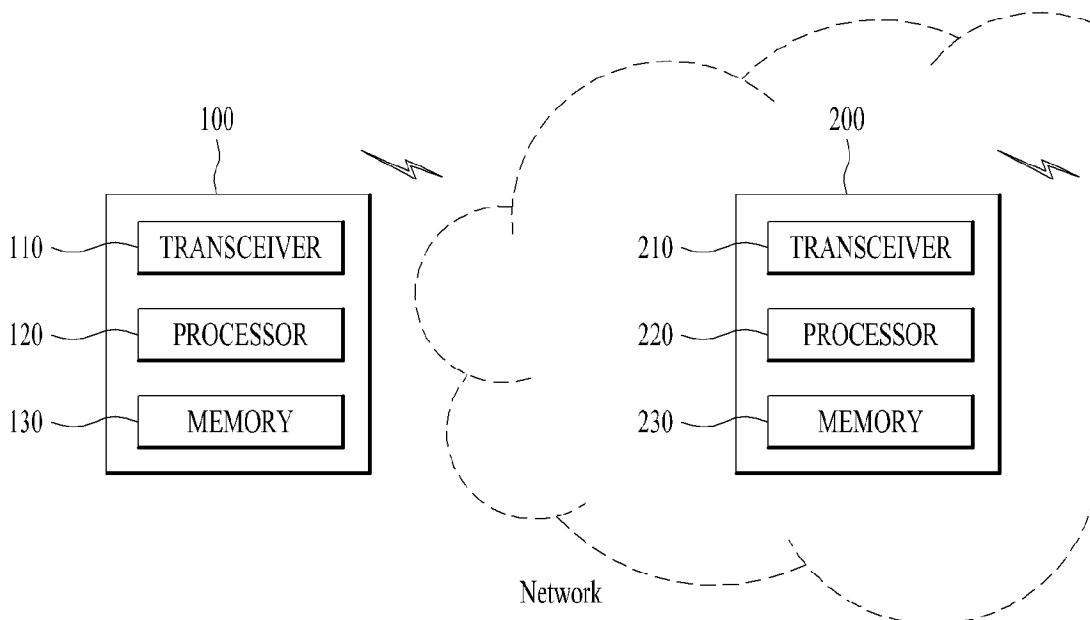 100
200
110
TRANSCEIVER
210
TRANSCEIVER
120
PROCESSOR
220
PROCESSOR
130
MEMORY
230
MEMORY
Network